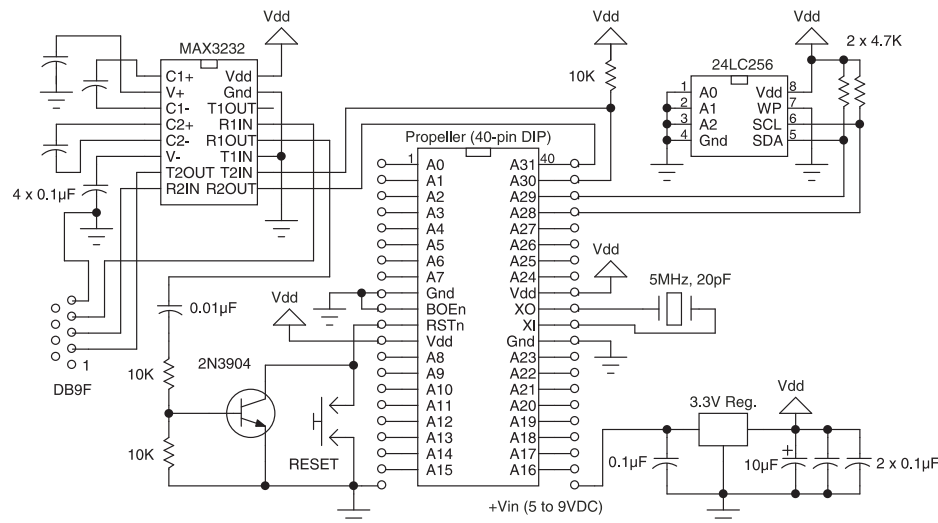 Vdd
Vdd
Vdd
MAX3232
2 x 4.7K
24LC256
10K
C1+
V+
C1-
C2+
C2-
V-
T2OUT
R2IN
Vdd
Gnd
T1OUT
R1IN
R1OUT
T1IN
T2IN
R2OUT
1
2
3
4
A0
A1
A2
Gnd
Vdd
WP
SCL
SDA
8
7
6
5
4 x 0.1µF
Propeller (40-pin DIP)
1
40
A0
A1
A2
A3
A4
A5
A6
A7
Gnd
BOEn
RSTn
Vdd
A8
A9
A10
A11
A12
A13
A14
A15
A31
A30
A29
A28
A27
A26
A25
A24
Vdd
XO
XI
Gnd
A23
A22
A21
A20
A19
A18
A17
A16
Vdd
5MHz, 20pF
0.01µF
Vdd
1
DB9F
10K
2N3904
10K
RESET
Vdd
3.3V Reg.
0.1µF
10µF
+
2 x 0.1µF
+Vin (5 to 9VDC)